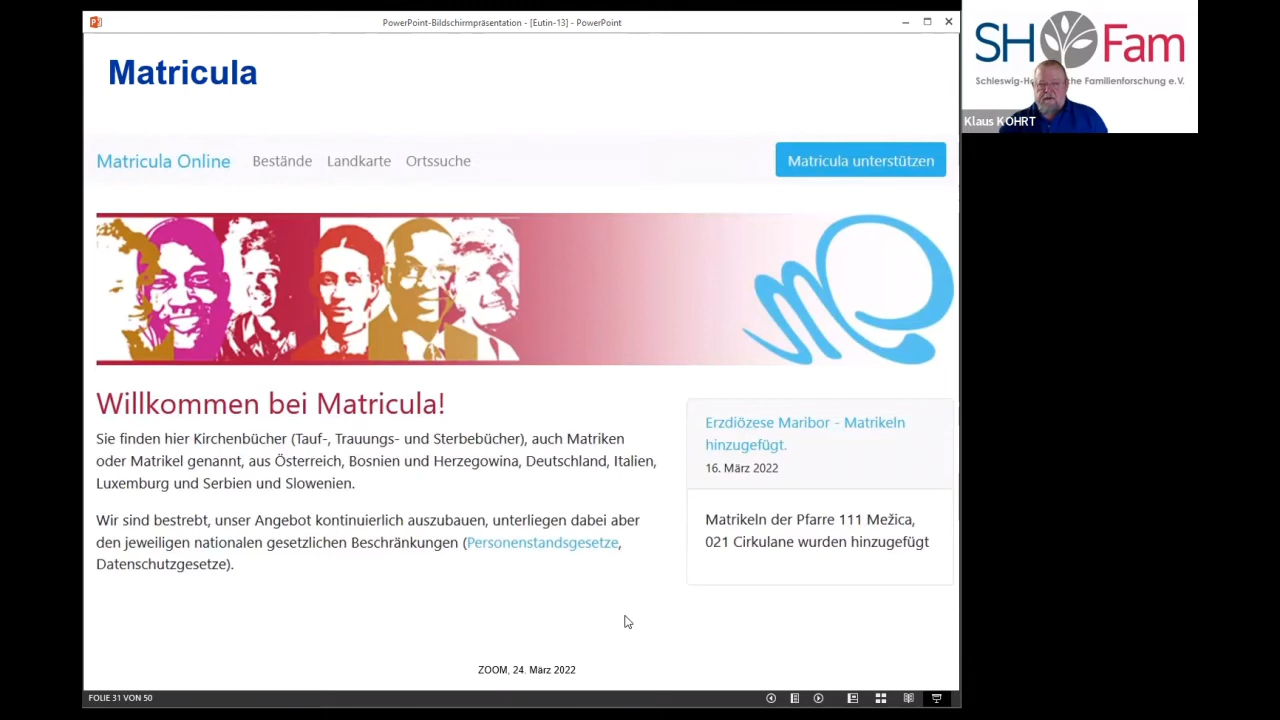 PowerPoint-Bildschirmpräsentation - [Eutin-13] - PowerPoint
SH Fam
Schleswig-Ho che Familienforschung e.V.
Klaus KOHRT
Matricula
Matricula Online Bestände Landkarte Ortssuche Matricula unterstützen
Willkommen bei Matricula!
Sie finden hier Kirchenbücher (Tauf-, Trauungs- und Sterbebücher), auch Matriken
oder Matrikel genannt, aus Österreich, Bosnien und Herzegowina, Deutschland, Italien,
Luxemburg und Serbien und Slowenien.
Wir sind bestrebt, unser Angebot kontinuierlich auszubauen, unterliegen dabei aber
den jeweiligen nationalen gesetzlichen Beschränkungen (Personenstandsgesetze,
Datenschutzgesetze).
Erzdiözese Maribor - Matrikeln
hinzugefügt.
16. März 2022
Matrikeln der Pfarre 111 Mežica,
021 Cirkulane wurden hinzugefügt
ZOOM, 24. März 2022
FOLIE 31 VON 50